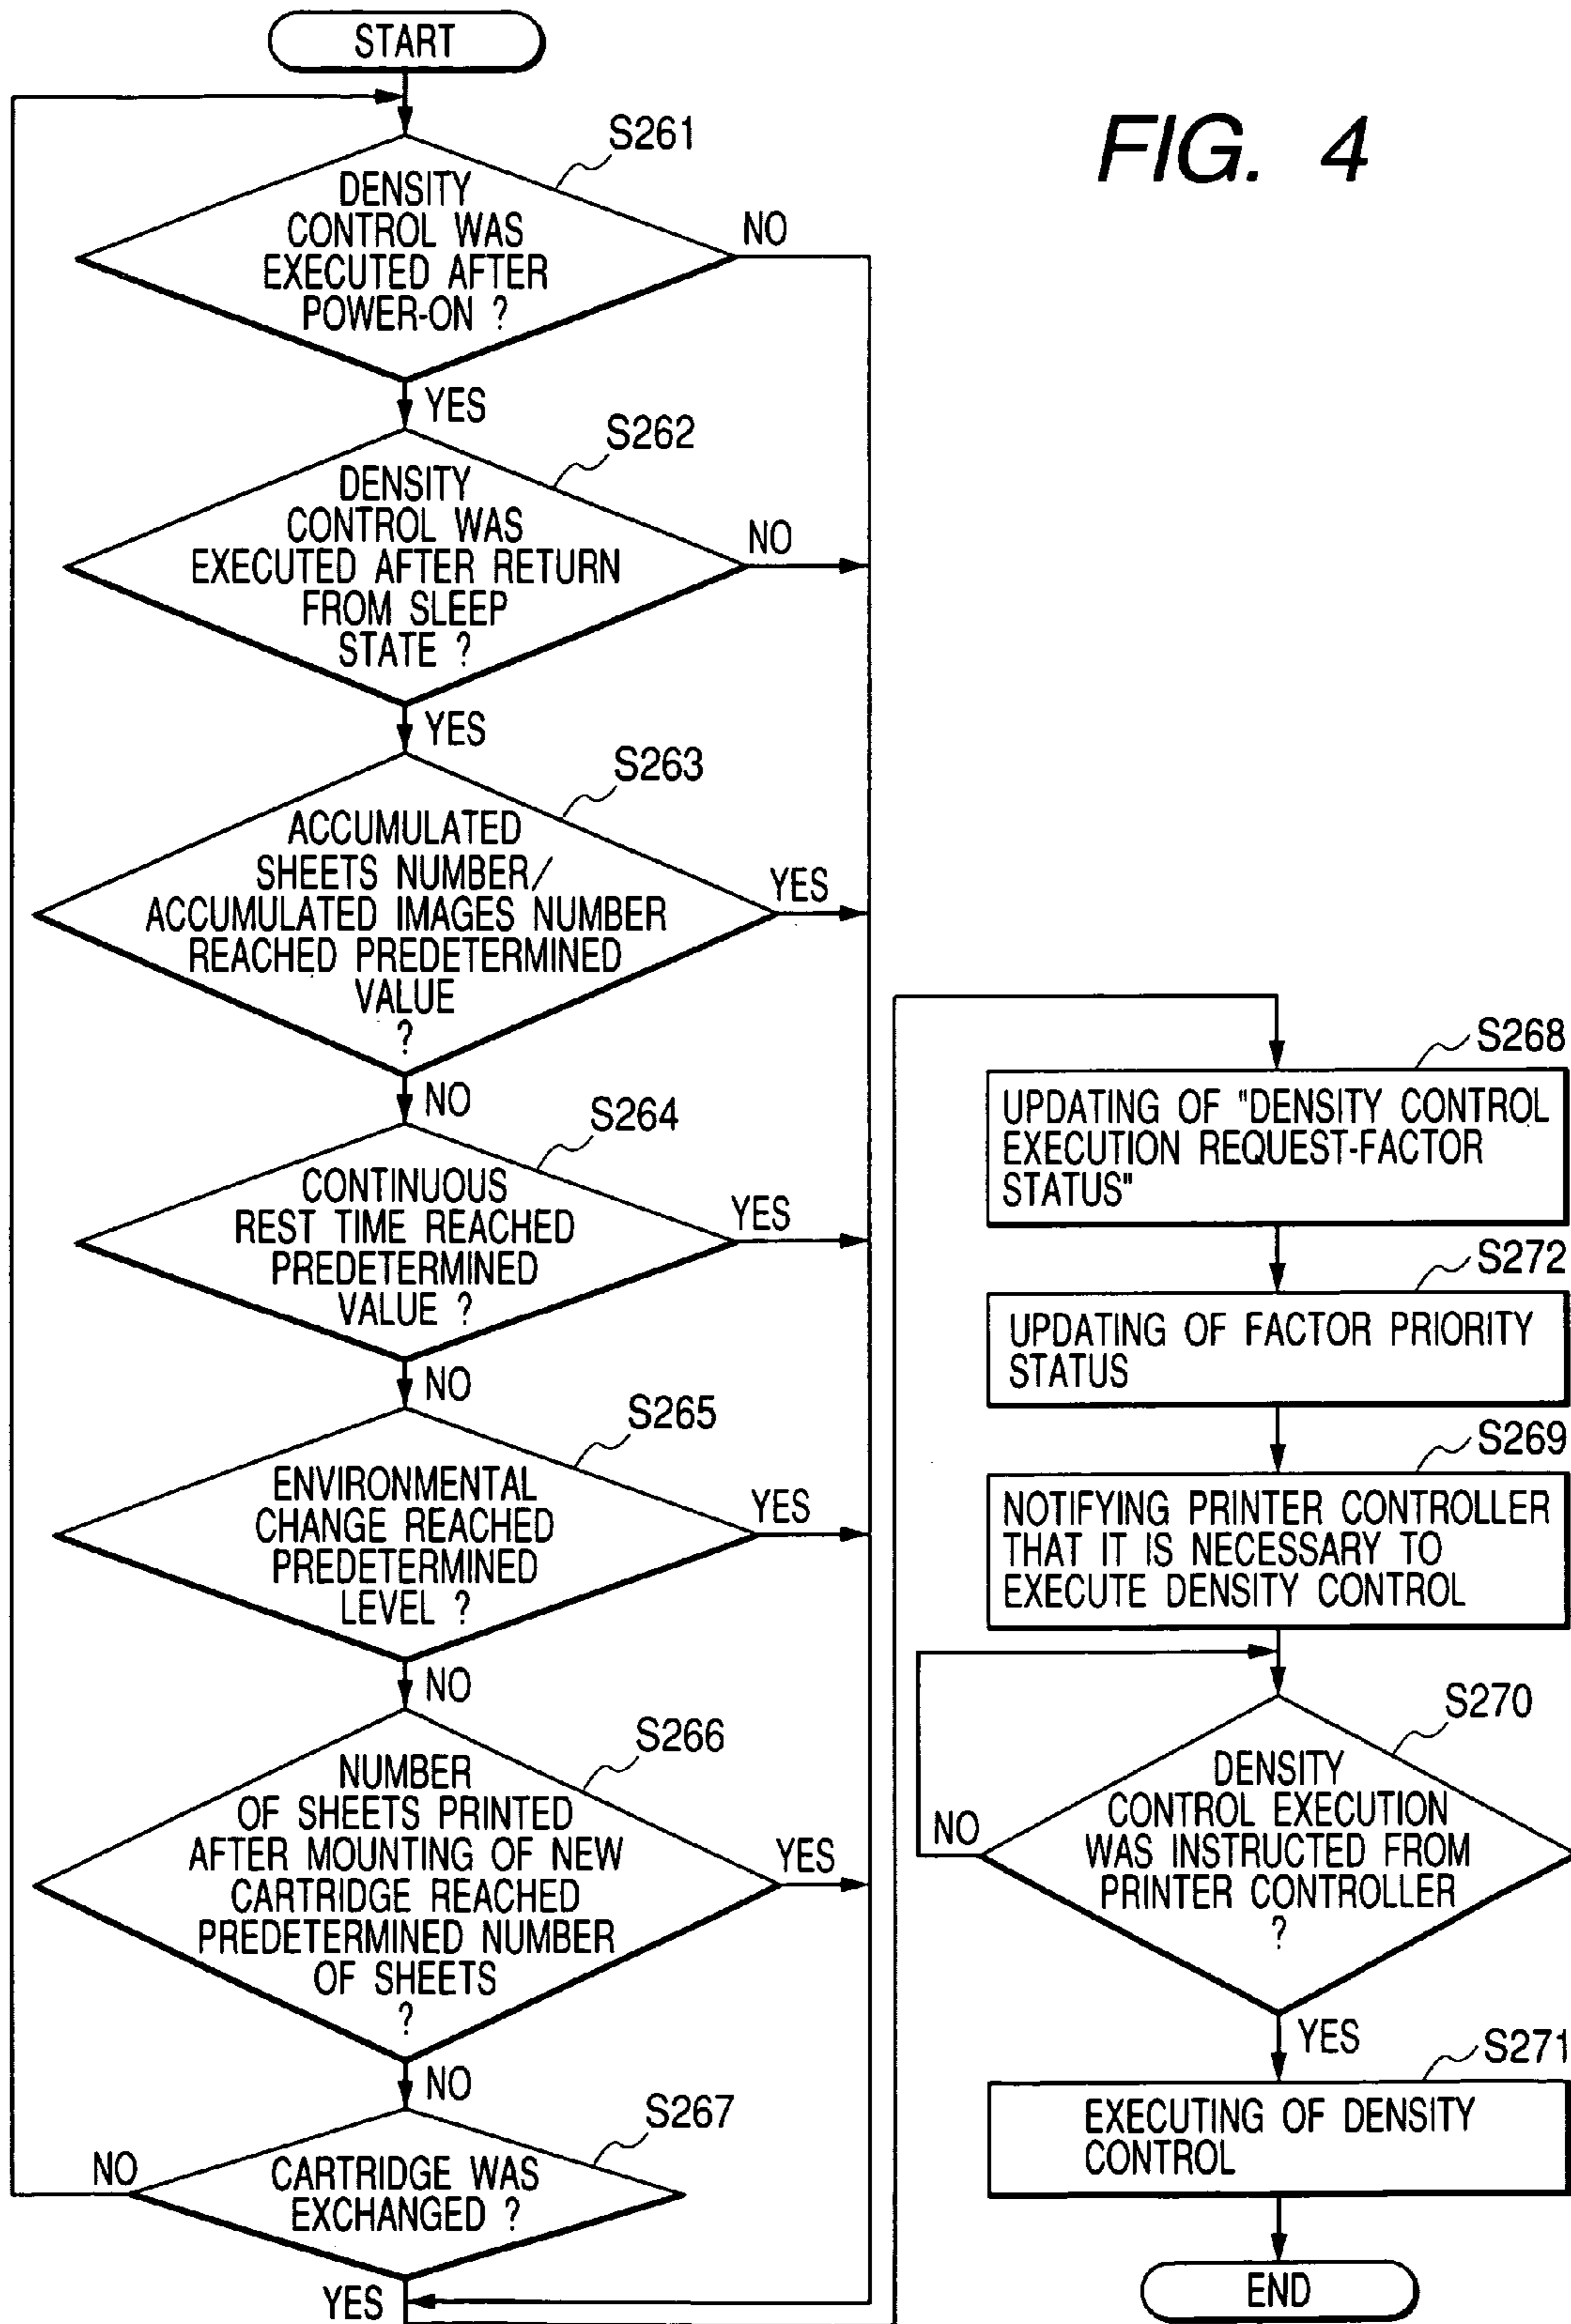 START
FIG. 4
S261
DENSITY
CONTROL WAS
EXECUTED AFTER
POWER-ON ?
NO
YES
S262
DENSITY
CONTROL WAS
EXECUTED AFTER RETURN
FROM SLEEP
STATE ?
NO
YES
S263
ACCUMULATED
SHEETS NUMBER/
ACCUMULATED IMAGES NUMBER
REACHED PREDETERMINED
VALUE
?
YES
NO
S264
CONTINUOUS
REST TIME REACHED
PREDETERMINED
VALUE ?
YES
NO
S265
ENVIRONMENTAL
CHANGE REACHED
PREDETERMINED
LEVEL ?
YES
NO
S266
NUMBER
OF SHEETS PRINTED
AFTER MOUNTING OF NEW
CARTRIDGE REACHED
PREDETERMINED NUMBER
OF SHEETS
?
YES
NO
S267
CARTRIDGE WAS
EXCHANGED ?
NO
YES
S268
UPDATING OF "DENSITY CONTROL
EXECUTION REQUEST-FACTOR
STATUS"
S272
UPDATING OF FACTOR PRIORITY
STATUS
S269
NOTIFYING PRINTER CONTROLLER
THAT IT IS NECESSARY TO
EXECUTE DENSITY CONTROL
S270
DENSITY
CONTROL EXECUTION
WAS INSTRUCTED FROM
PRINTER CONTROLLER
?
NO
YES
S271
EXECUTING OF DENSITY
CONTROL
END